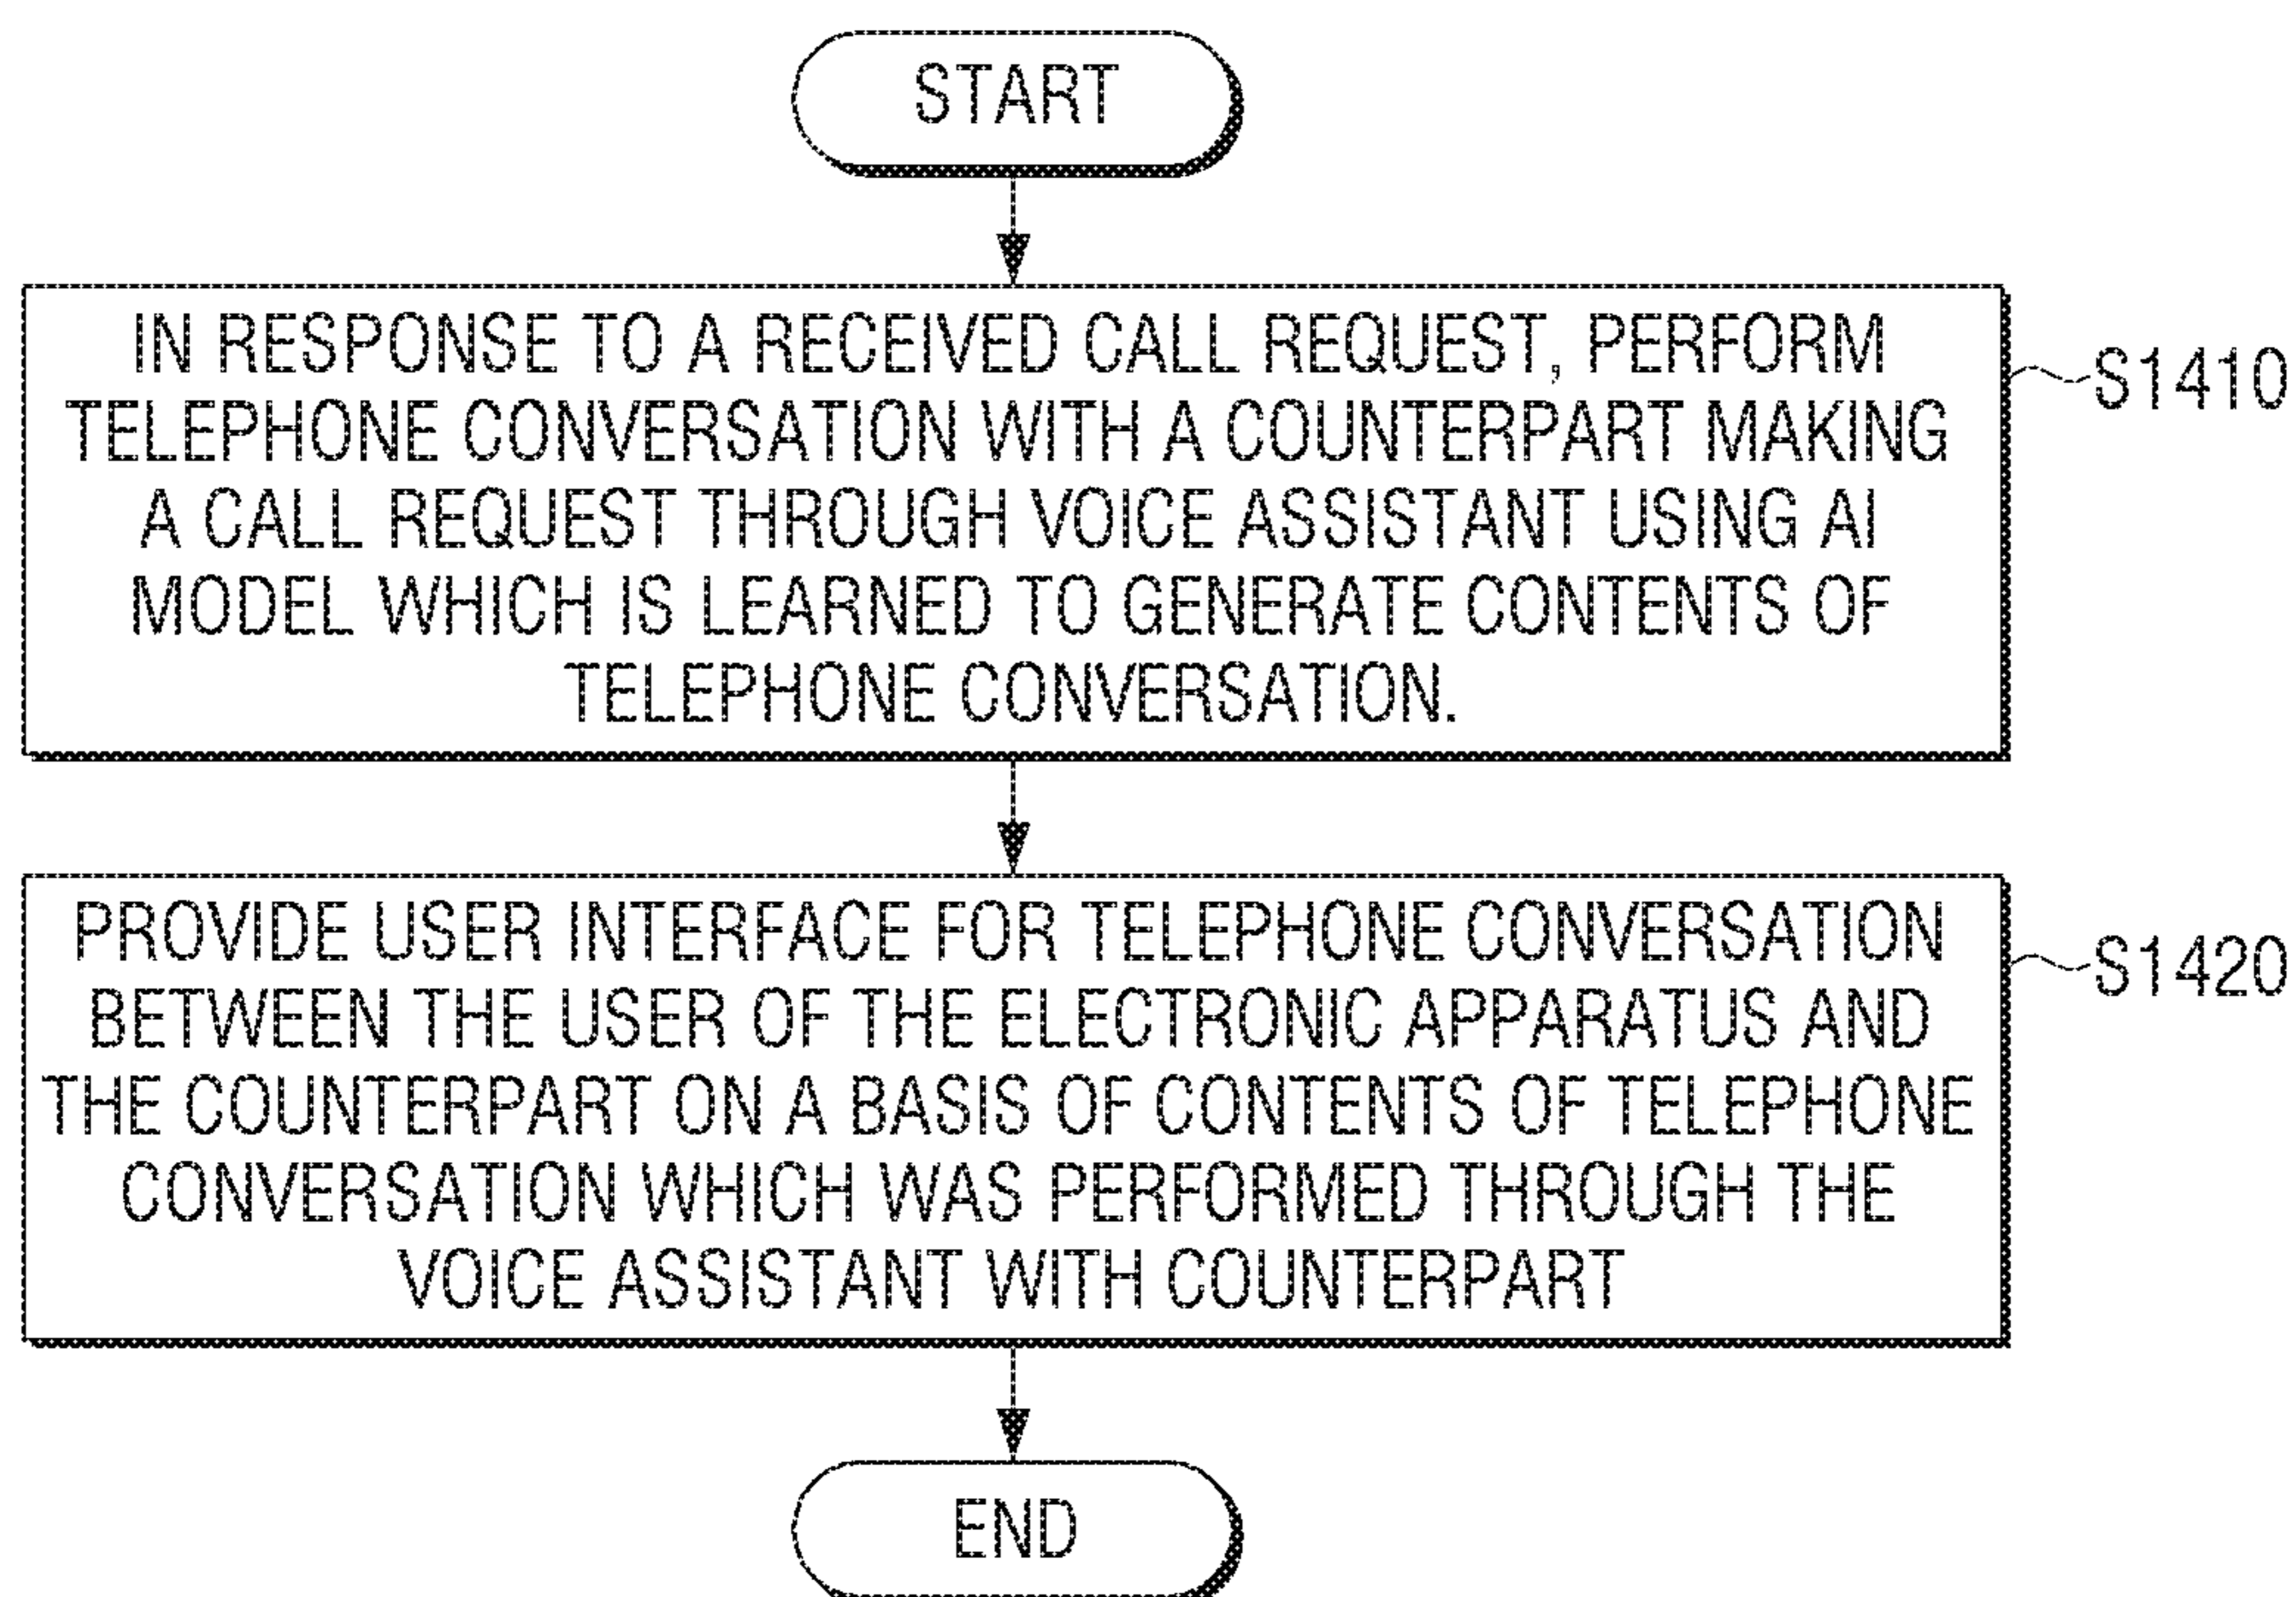 START
IN RESPONSE TO A RECEIVED CALL REQUEST, PERFORM
TELEPHONE CONVERSATION WITH A COUNTERPART MAKING
A CALL REQUEST THROUGH VOICE ASSISTANT USING AI
MODEL WHICH IS LEARNED TO GENERATE CONTENTS OF
TELEPHONE CONVERSATION.
S1410
PROVIDE USER INTERFACE FOR TELEPHONE CONVERSATION
BETWEEN THE USER OF THE ELECTRONIC APPARATUS AND
THE COUNTERPART ON A BASIS OF CONTENTS OF TELEPHONE
CONVERSATION WHICH WAS PERFORMED THROUGH THE
VOICE ASSISTANT WITH COUNTERPART
S1420
END